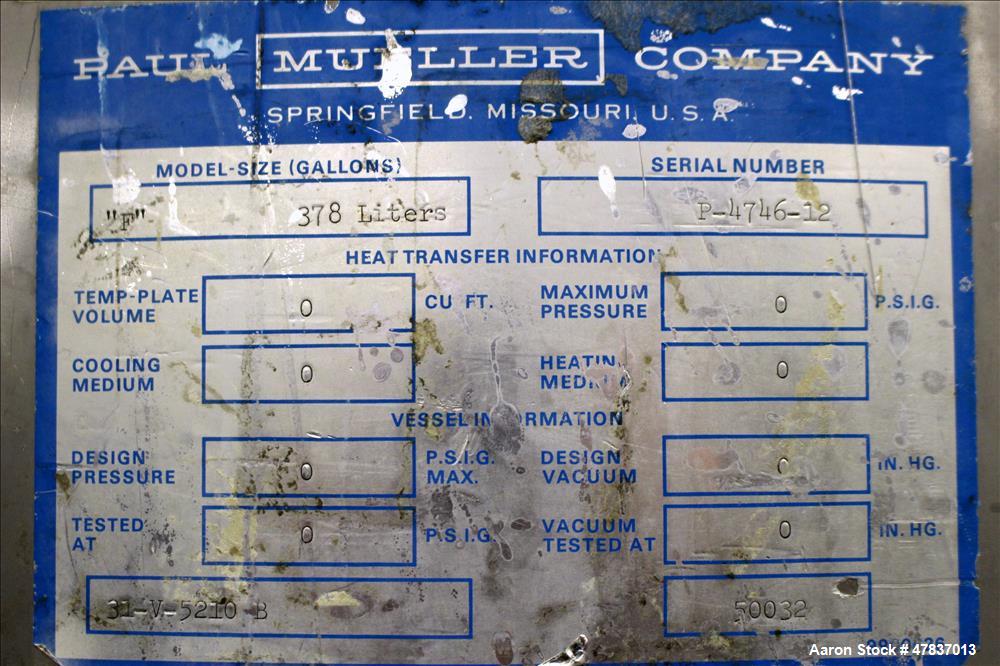 PAUL MUELLER COMPANY
SPRINGFIELD, MISSOURI, U.S.A.
MODEL-SIZE (GALLONS) SERIAL NUMBER
"F" 378 Liters P-4746-12
HEAT TRANSFER INFORMATION
TEMP-PLATE VOLUME 0 CU FT. MAXIMUM PRESSURE 0 P.S.I.G.
COOLING MEDIUM 0 HEATING MEDIUM 0
VESSEL INFORMATION
DESIGN PRESSURE 0 P.S.I.G. MAX. DESIGN VACUUM 0 IN. HG.
TESTED AT 0 P.S.I.G. VACUUM TESTED AT 0 IN. HG.
31-V-5210 B 50032
Aaron Stock # 47837013